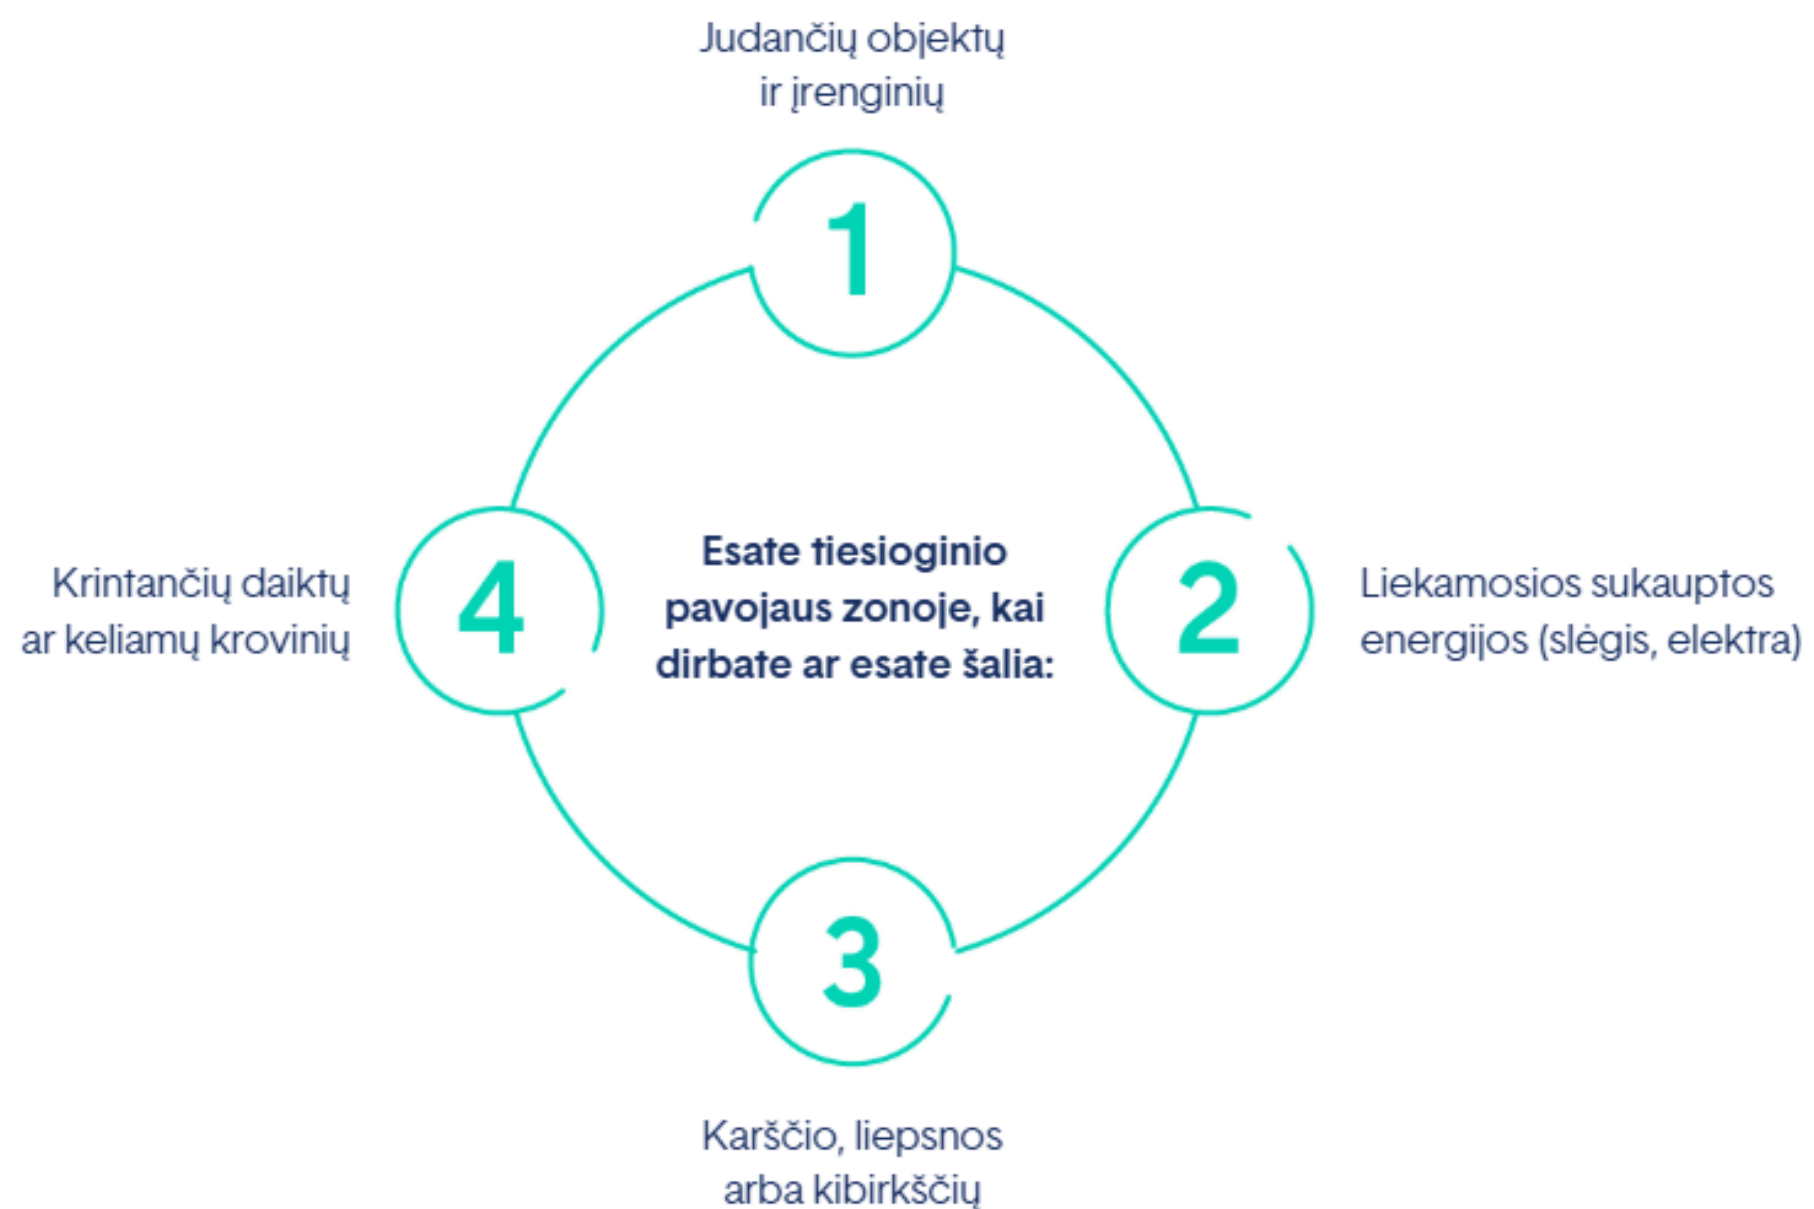 Judančių objektų
ir įrenginių
1
Esate tiesioginio
pavojaus zonoje, kai
dirbate ar esate šalia:
2
Liekamosios sukauptos
energijos (slėgis, elektra)
3
Karščio, liepsnos
arba kibirkščių
4
Krintančių daiktų
ar keliamų krovinių